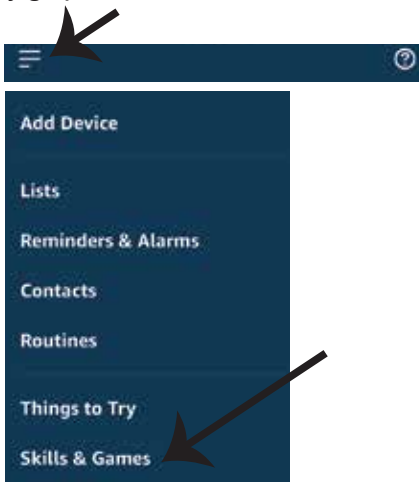 Add Device
Lists
Reminders & Alarms
Contacts
Routines
Things to Try
Skills & Games